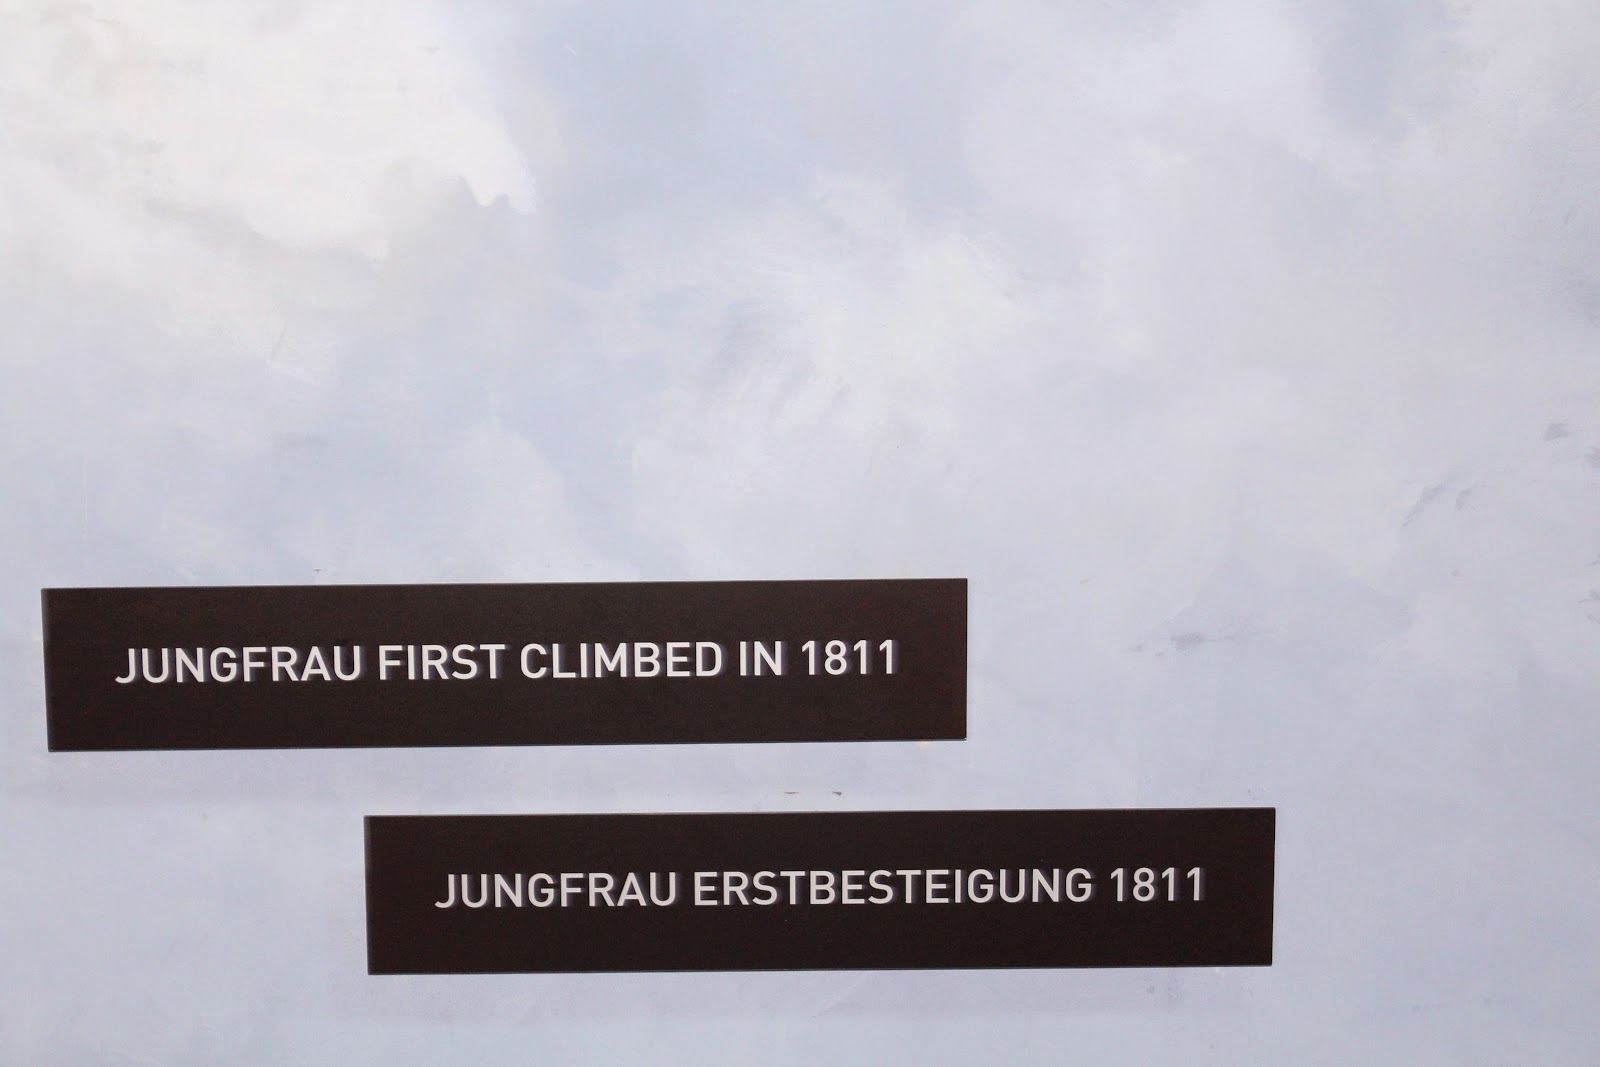 JUNGFRAU FIRST CLIMBED IN 1811
JUNGFRAU ERSTBESTEIGUNG 1811